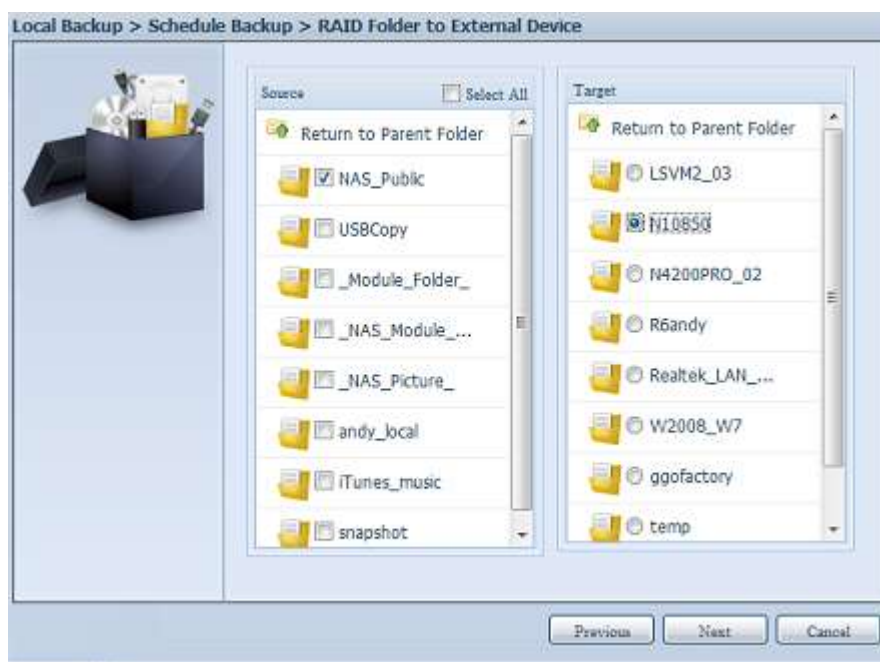 Local Backup > Schedule Backup > RAID Folder to External Device
Source
Select All
Return to Parent Folder
NAS_Public
USBCopy
_Module_Folder_
_NAS_Module_...
_NAS_Picture_
andy_local
iTunes_music
snapshot
Target
Return to Parent Folder
LSVM2_03
N10850
N4200PRO_02
R6andy
Realtek_LAN_...
W2008_W7
ggofactory
temp
Previous
Next
Cancel